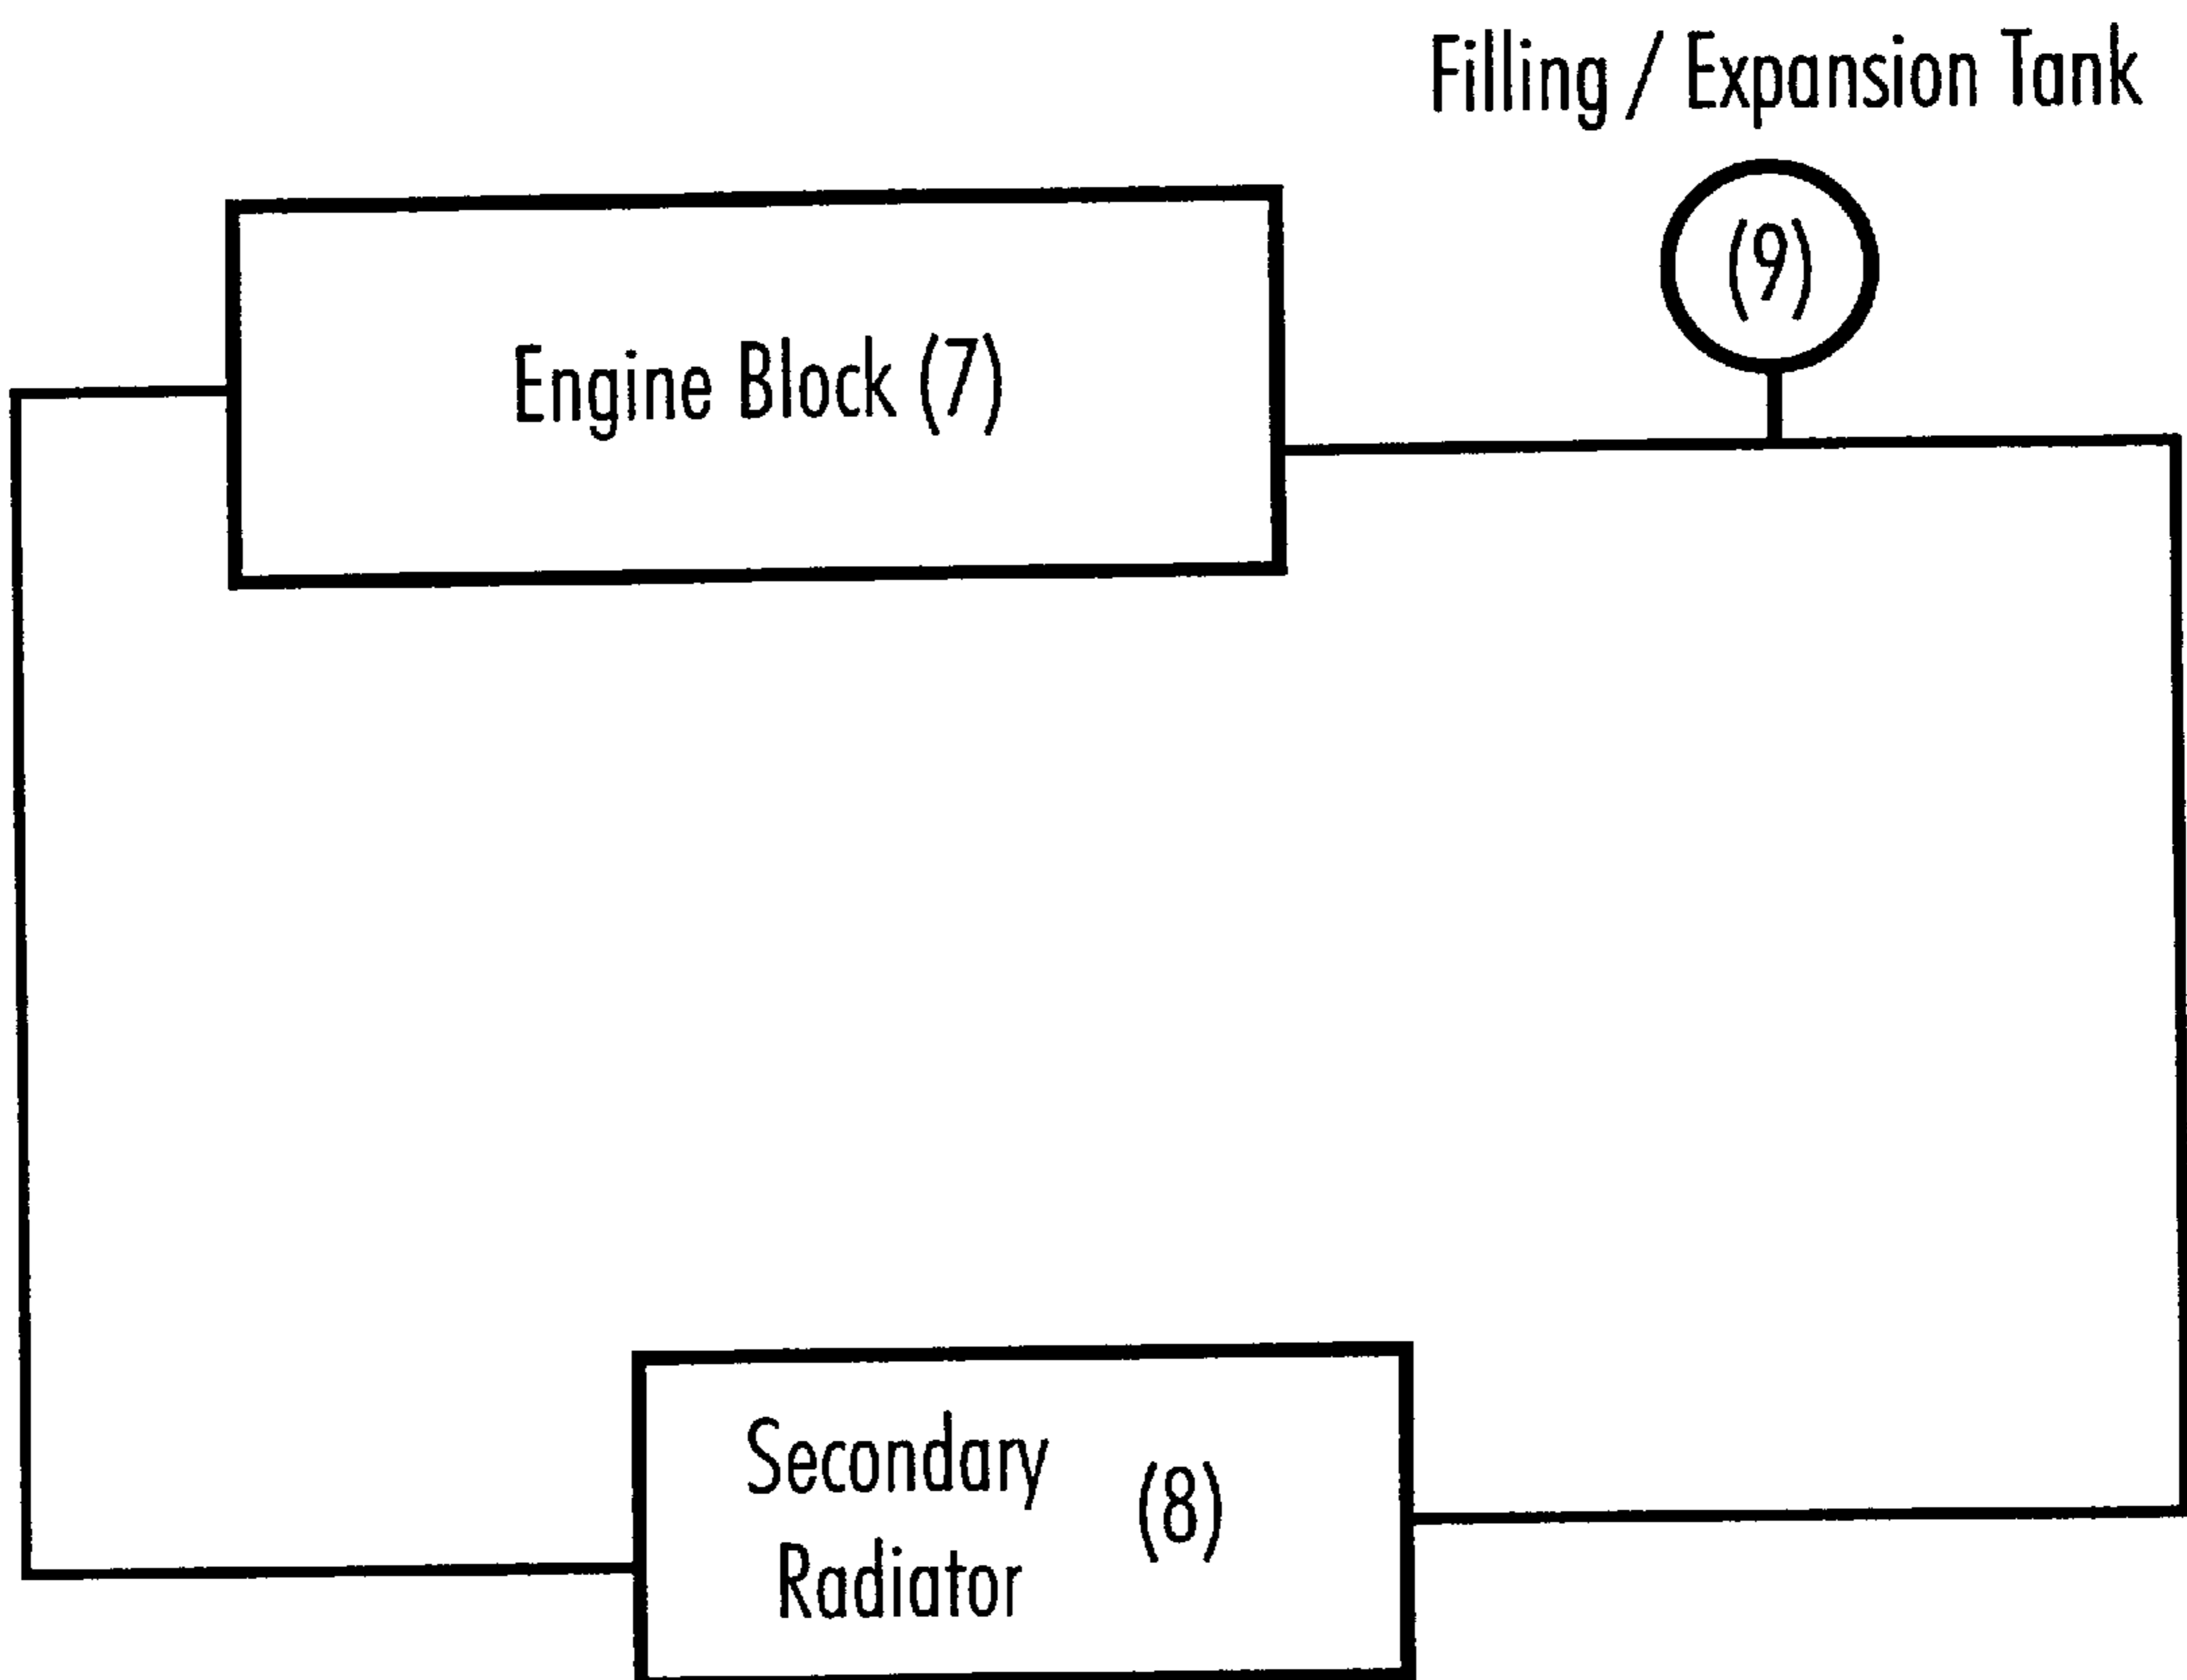 Filling / Expansion Tank
(9)
Engine Block (7)
Secondary (8)
Radiator